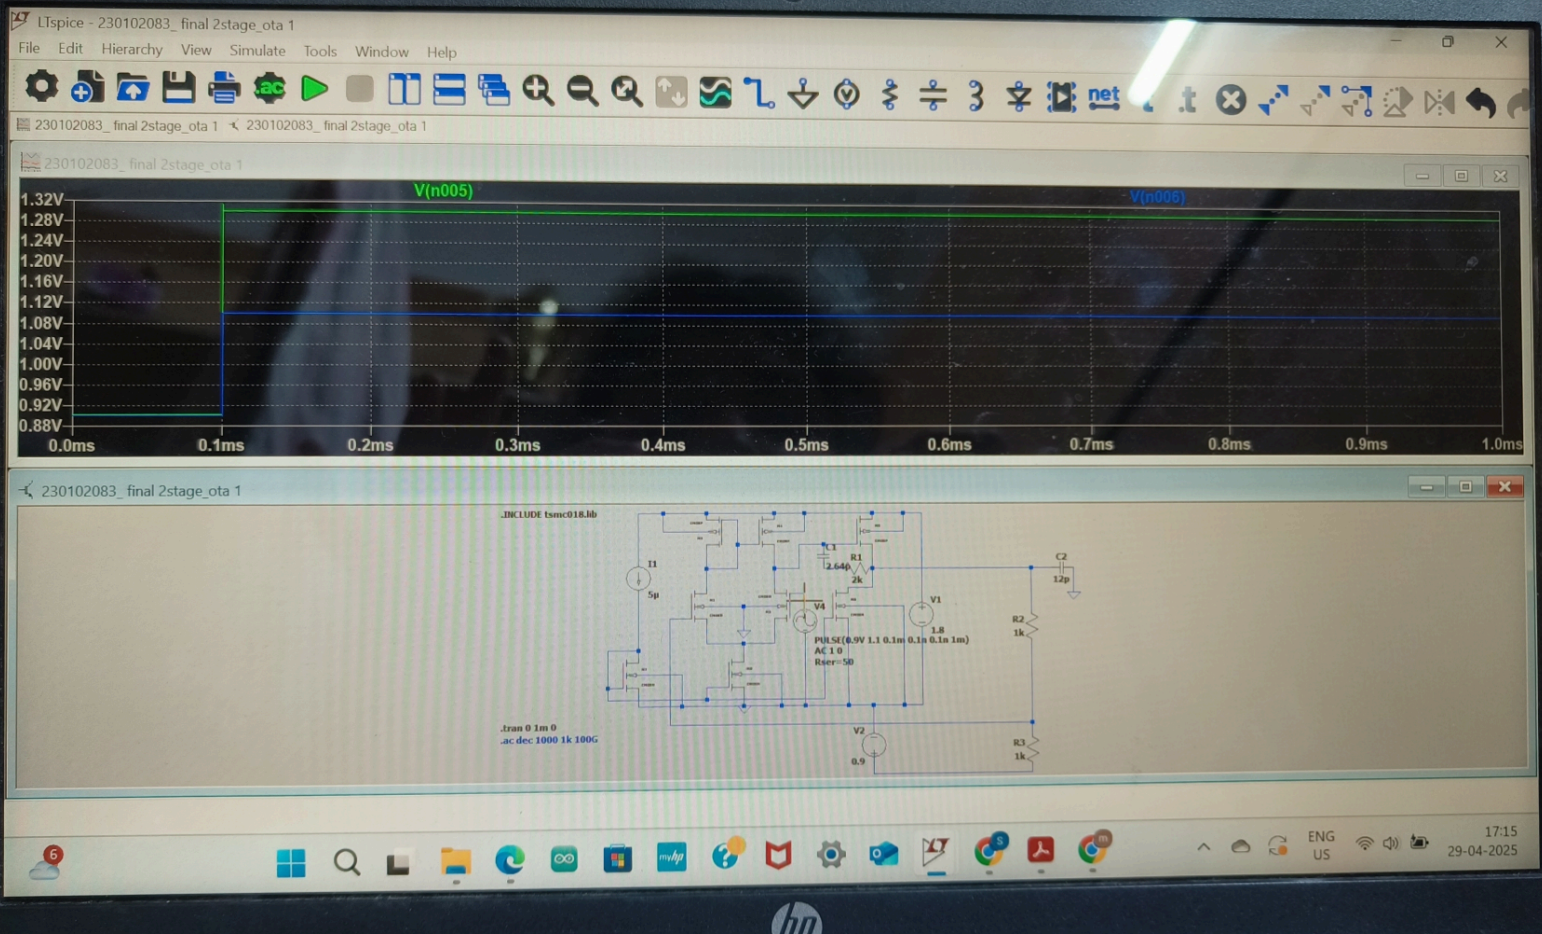 LTspice - 230102083_ final 2stage_ota 1
File Edit Hierarchy View Simulate Tools Window Help
.ac
net
.t
230102083_ final 2stage_ota 1 230102083_ final 2stage_ota 1
230102083_ final 2stage_ota 1
V(n005) V(n006)
1.32V
1.28V
1.24V
1.20V
1.16V
1.12V
1.08V
1.04V
1.00V
0.96V
0.92V
0.88V
0.0ms 0.1ms 0.2ms 0.3ms 0.4ms 0.5ms 0.6ms 0.7ms 0.8ms 0.9ms 1.0ms
230102083_ final 2stage_ota 1
.INCLUDE tsmc018.lib
I1
5µ
C1
2.64p
R1
2k
C2
12p
V4
V1
1.8
R2
1k
PULSE(0.9V 1.1 0.1m 0.1n 0.1n 1m)
AC 1 0
Rser=50
.tran 0 1m 0
.ac dec 1000 1k 100G
V2
0.9
R3
1k
6
myhp
S
m
ENG
US
17:15
29-04-2025
hp